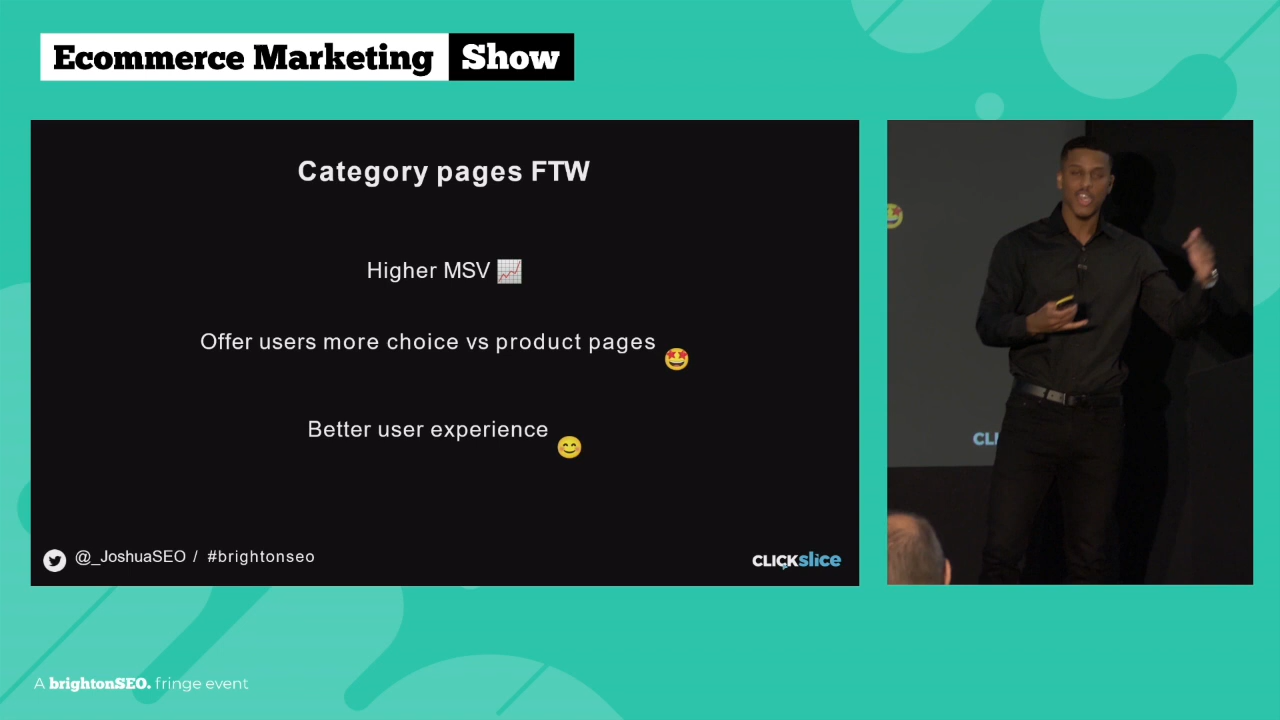 Ecommerce Marketing Show
Category pages FTW
Higher MSV
Offer users more choice vs product pages
Better user experience
@_JoshuaSEO / #brightonseo
CLICKslice
CLI
A brightonSEO. fringe event